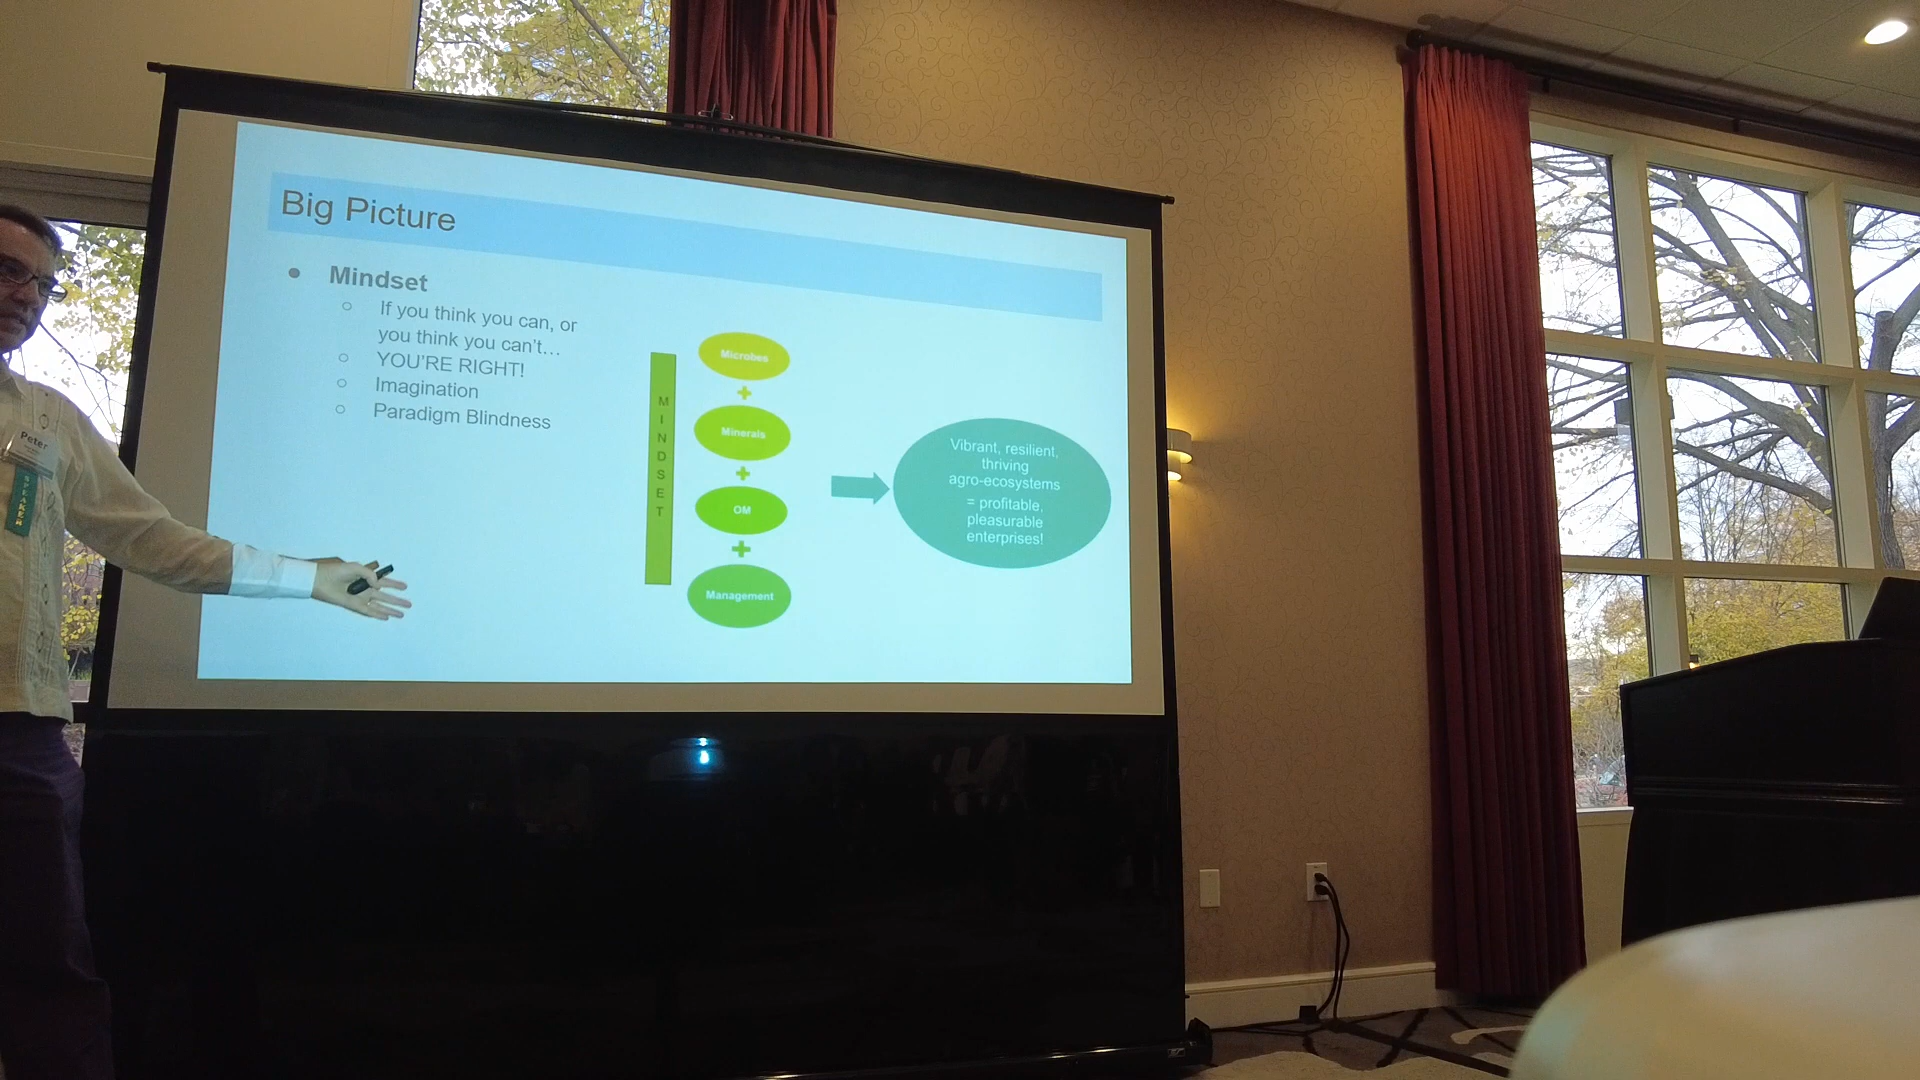 Big Picture
Mindset
If you think you can, or
you think you can't...
YOU'RE RIGHT!
Imagination
Paradigm Blindness
MINDSET
Microbes
+
Minerals
+
OM
+
Management
Vibrant, resilient,
thriving
agro-ecosystems
= profitable,
pleasurable
enterprises!
Peter
SPEAKER